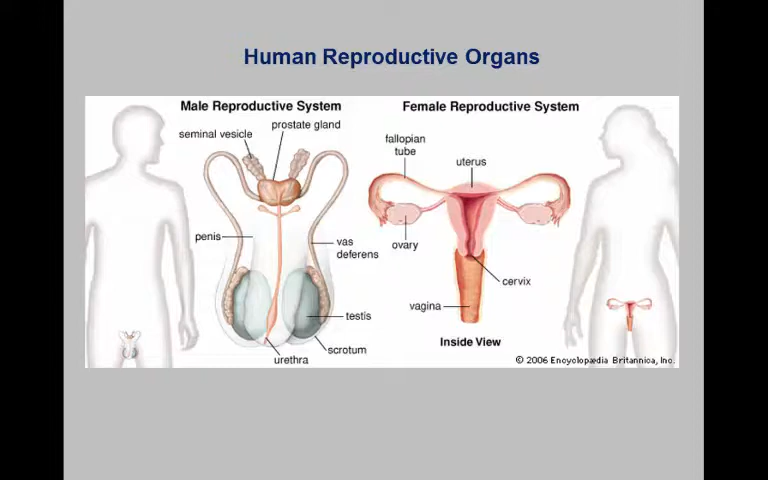 Human Reproductive Organs
Male Reproductive System
seminal vesicle
prostate gland
penis
vas
deferens
testis
scrotum
urethra
Female Reproductive System
fallopian
tube
uterus
ovary
cervix
vagina
Inside View
© 2006 Encyclopædia Britannica, Inc.